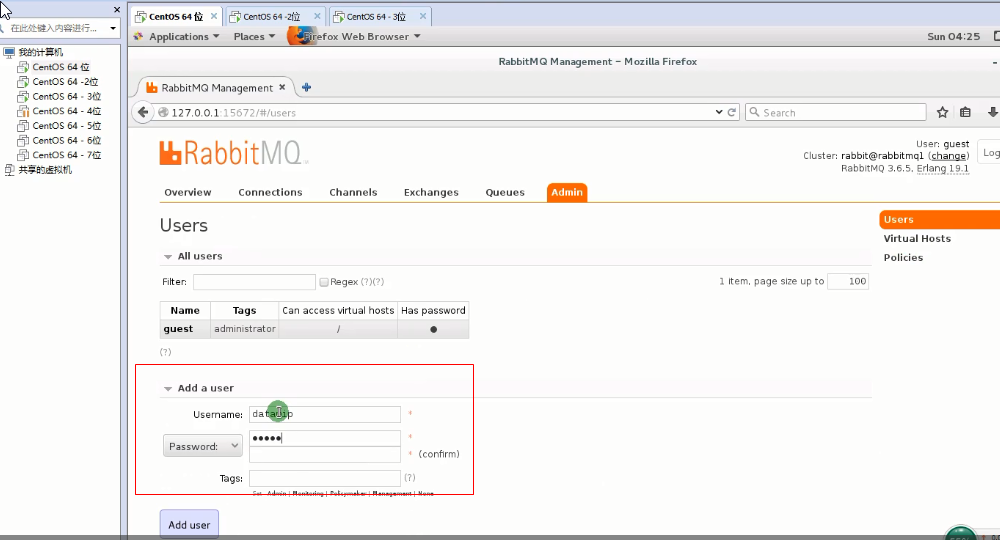 CentOS 64 位
CentOS 64 -2位
CentOS 64 - 3位
在此处键入内容进行...
我的计算机
CentOS 64 位
CentOS 64 -2位
CentOS 64 - 3位
CentOS 64 - 4位
CentOS 64 - 5位
CentOS 64 - 6位
CentOS 64 - 7位
共享的虚拟机
Applications
Places
Firefox Web Browser
Sun 04:25
RabbitMQ Management - Mozilla Firefox
RabbitMQ Management
127.0.0.1:15672/#/users
Search
RabbitMQ
User: guest
Cluster: rabbit@rabbitmq1 (change)
RabbitMQ 3.6.5, Erlang 19.1
Log
Overview Connections Channels Exchanges Queues Admin
Users
Virtual Hosts
Policies
Users
All users
Filter: Regex (?)(?)
1 item, page size up to 100
Name Tags Can access virtual hosts Has password
guest administrator / ●
(?)
Add a user
Username: *
Password: ●●●●● *
* (confirm)
Tags: (?)
Set Admin | Monitoring | Policymaker | Management | None
Add user